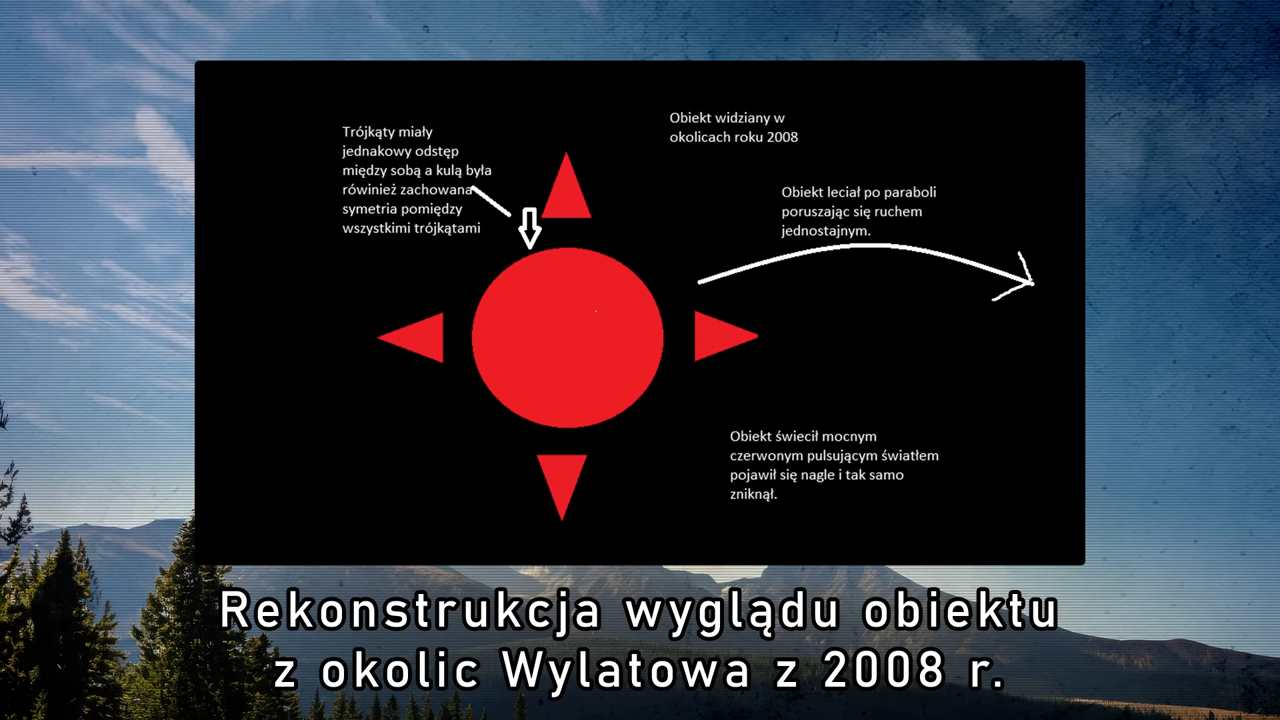 Trójkąty miały
jednakowy odstęp
między sobą a kulą była
również zachowana
symetria pomiędzy
wszystkimi trójkątami
Obiekt widziany w
okolicach roku 2008
Obiekt leciał po paraboli
poruszając się ruchem
jednostajnym.
Obiekt świecił mocnym
czerwonym pulsującym światłem
pojawił się nagle i tak samo
zniknął.
Rekonstrukcja wyglądu obiektu
z okolic Wylatowa z 2008 r.